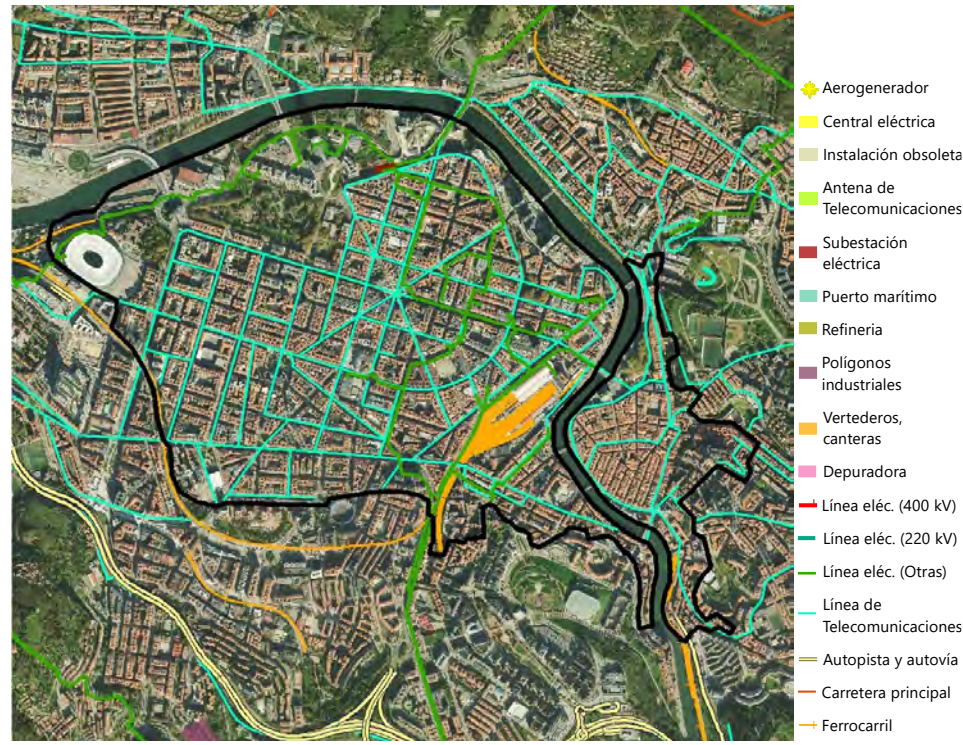 Aerogenerador
Central eléctrica
Instalación obsoleta
Antena de
Telecomunicaciones
Subestación
eléctrica
Puerto marítimo
Refineria
Polígonos
industriales
Vertederos,
canteras
Depuradora
Línea eléc. (400 kV)
Línea eléc. (220 kV)
Línea eléc. (Otras)
Línea de
Telecomunicaciones
Autopista y autovía
Carretera principal
Ferrocarril